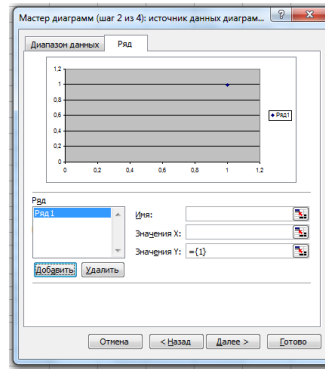 Мастер диаграмм (шаг 2 из 4): источник данных диаграм...
Диапазон данных Ряд
1,2
1
0,8
0,6
0,4
0,2
0
0 0,2 0,4 0,6 0,8 1 1,2
Ряд1
Ряд
Ряд1
Имя:
Значения X:
Значения Y: ={1}
Добавить Удалить
Отмена < Назад Далее > Готово